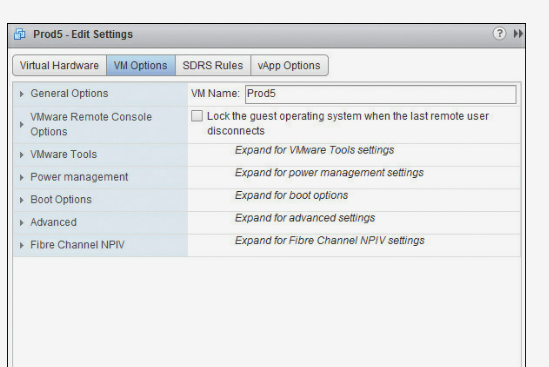 Prod5 - Edit Settings ?
Virtual Hardware VM Options SDRS Rules vApp Options
General Options VM Name: Prod5
VMware Remote Console Lock the guest operating system when the last remote user
Options disconnects
VMware Tools Expand for VMware Tools settings
Power management Expand for power management settings
Boot Options Expand for boot options
Advanced Expand for advanced settings
Fibre Channel NPIV Expand for Fibre Channel NPIV settings